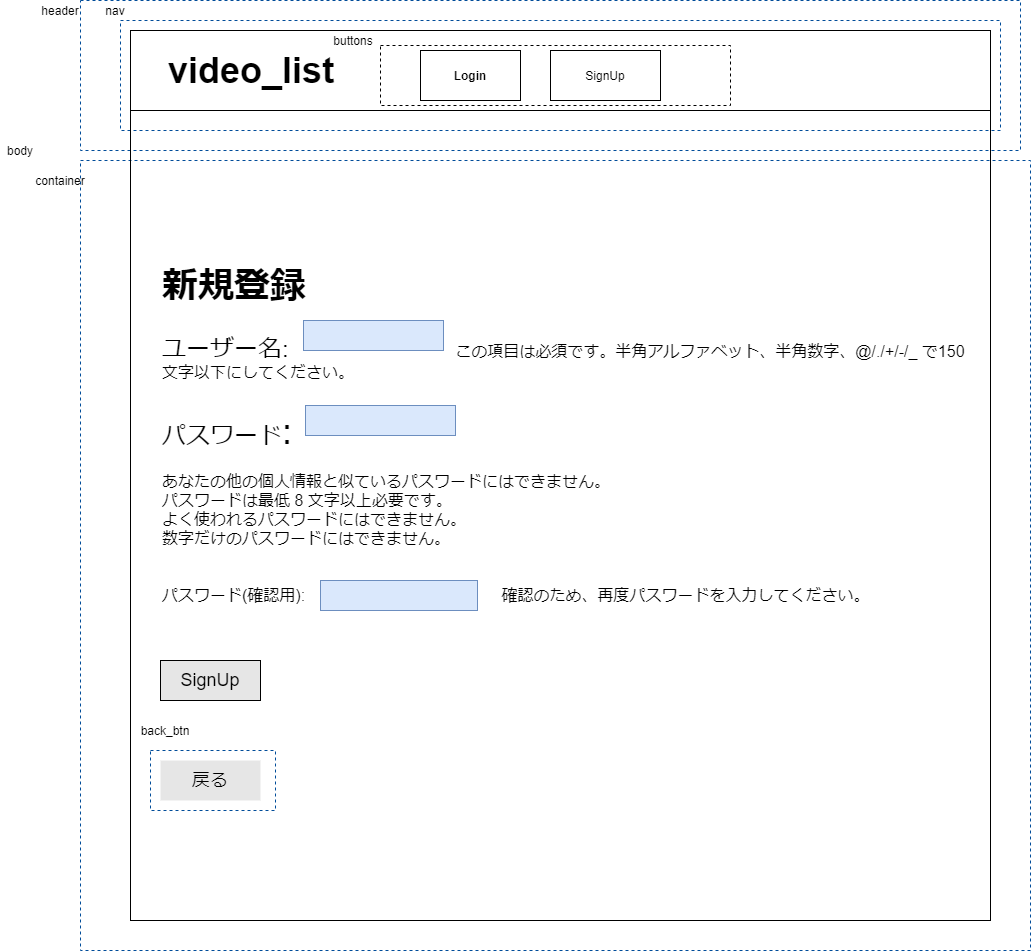 header
nav
buttons
video_list
Login
SignUp
body
container
新規登録
ユーザー名:
この項目は必須です。半角アルファベット、半角数字、@/./+/-/_ で150
文字以下にしてください。
パスワード:
あなたの他の個人情報と似ているパスワードにはできません。
パスワードは最低 8 文字以上必要です。
よく使われるパスワードにはできません。
数字だけのパスワードにはできません。
パスワード(確認用):
確認のため、再度パスワードを入力してください。
SignUp
back_btn
戻る